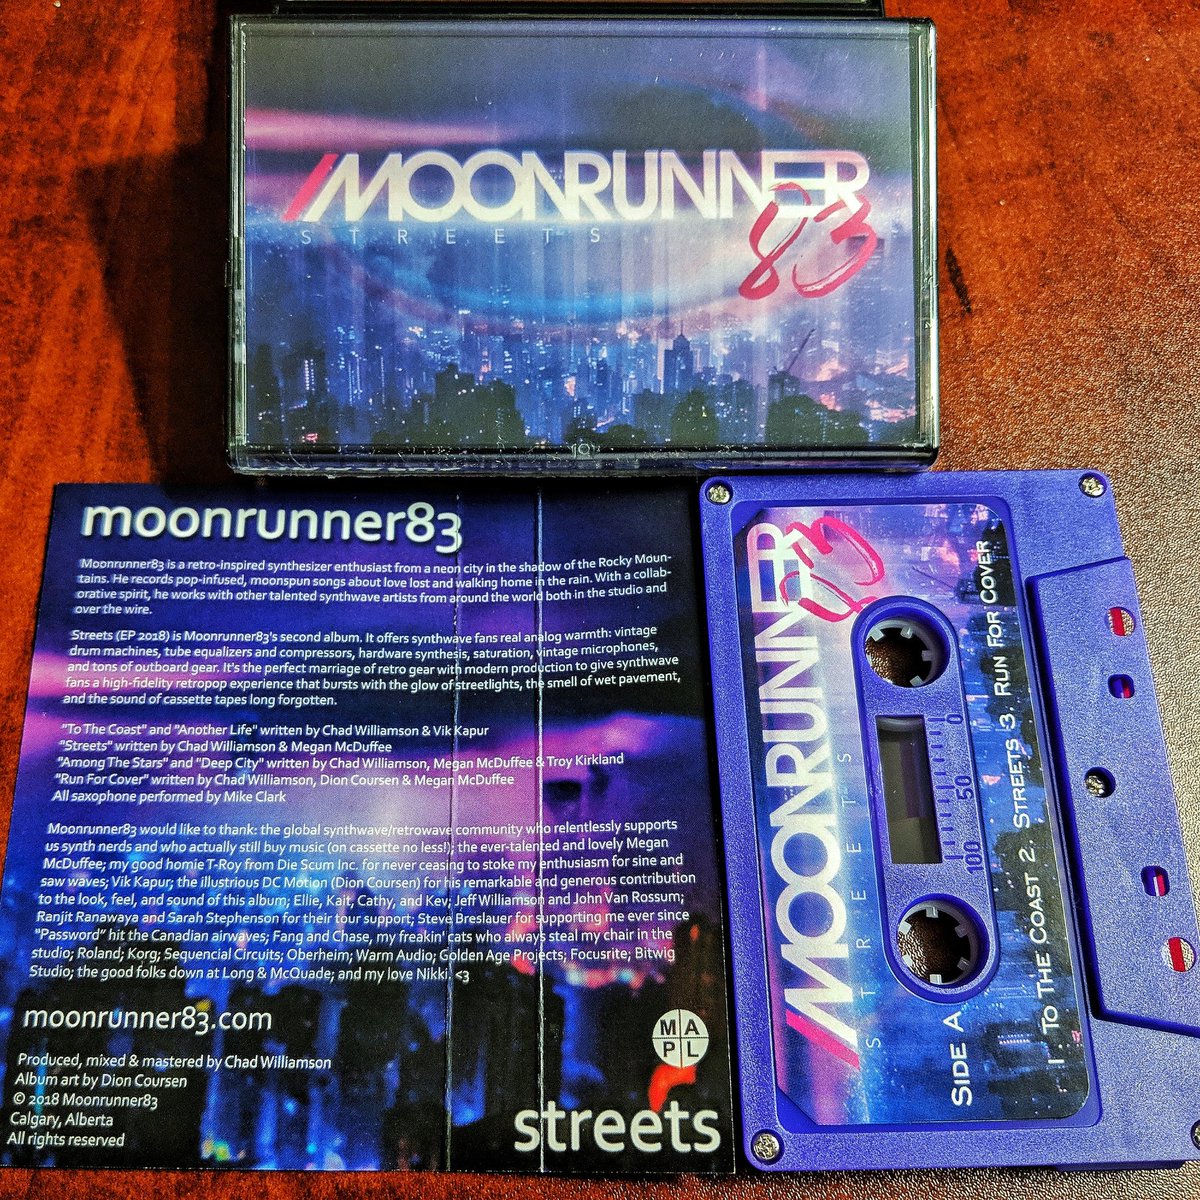 MOONRUNNER
83
STREETS
moonrunner83
Moonrunner83 is a retro-inspired synthesizer enthusiast from a neon city in the shadow of the Rocky Moun-
tains. He records pop-infused, moonspun songs about love lost and walking home in the rain. With a collab-
orative spirit, he works with other talented synthwave artists from around the world both in the studio and
over the wire.
Streets (EP 2018) is Moonrunner83's second album. It offers synthwave fans real analog warmth: vintage
drum machines, tube equalizers and compressors, hardware synthesis, saturation, vintage microphones,
and tons of outboard gear. It's the perfect marriage of retro gear with modern production to give synthwave
fans a high-fidelity retropop experience that bursts with the glow of streetlights, the smell of wet pavement,
and the sound of cassette tapes long forgotten.
"To The Coast" and "Another Life" written by Chad Williamson & Vik Kapur
"Streets" written by Chad Williamson & Megan McDuffee
"Among The Stars" and "Deep City" written by Chad Williamson, Megan McDuffee & Troy Kirkland
"Run For Cover" written by Chad Williamson, Dion Coursen & Megan McDuffee
All saxophone performed by Mike Clark
Moonrunner83 would like to thank: the global synthwave/retrowave community who relentlessly supports
us synth nerds and who actually still buy music (on cassette no less!); the ever-talented and lovely Megan
McDuffee; my good homie T-Roy from Die Scum Inc. for never ceasing to stoke my enthusiasm for sine and
saw waves; Vik Kapur; the illustrious DC Motion (Dion Coursen) for his remarkable and generous contribution
to the look, feel, and sound of this album; Ellie, Kait, Cathy, and Kev; Jeff Williamson and John Van Rossum;
Ranjit Ranawaya and Sarah Stephenson for their tour support; Steve Breslauer for supporting me ever since
"Password" hit the Canadian airwaves; Fang and Chase, my freakin' cats who always steal my chair in the
studio; Roland; Korg; Sequencial Circuits; Oberheim; Warm Audio; Golden Age Projects; Focusrite; Bitwig
Studio; the good folks down at Long & McQuade; and my love Nikki. <3
moonrunner83.com
Produced, mixed & mastered by Chad Williamson
Album art by Dion Coursen
© 2018 Moonrunner83
Calgary, Alberta
All rights reserved
M A
P L
streets
MOONRUNNER
83
STREETS
100 50 0
SIDE A
1. TO THE COAST 2. STREETS 3. RUN FOR COVER